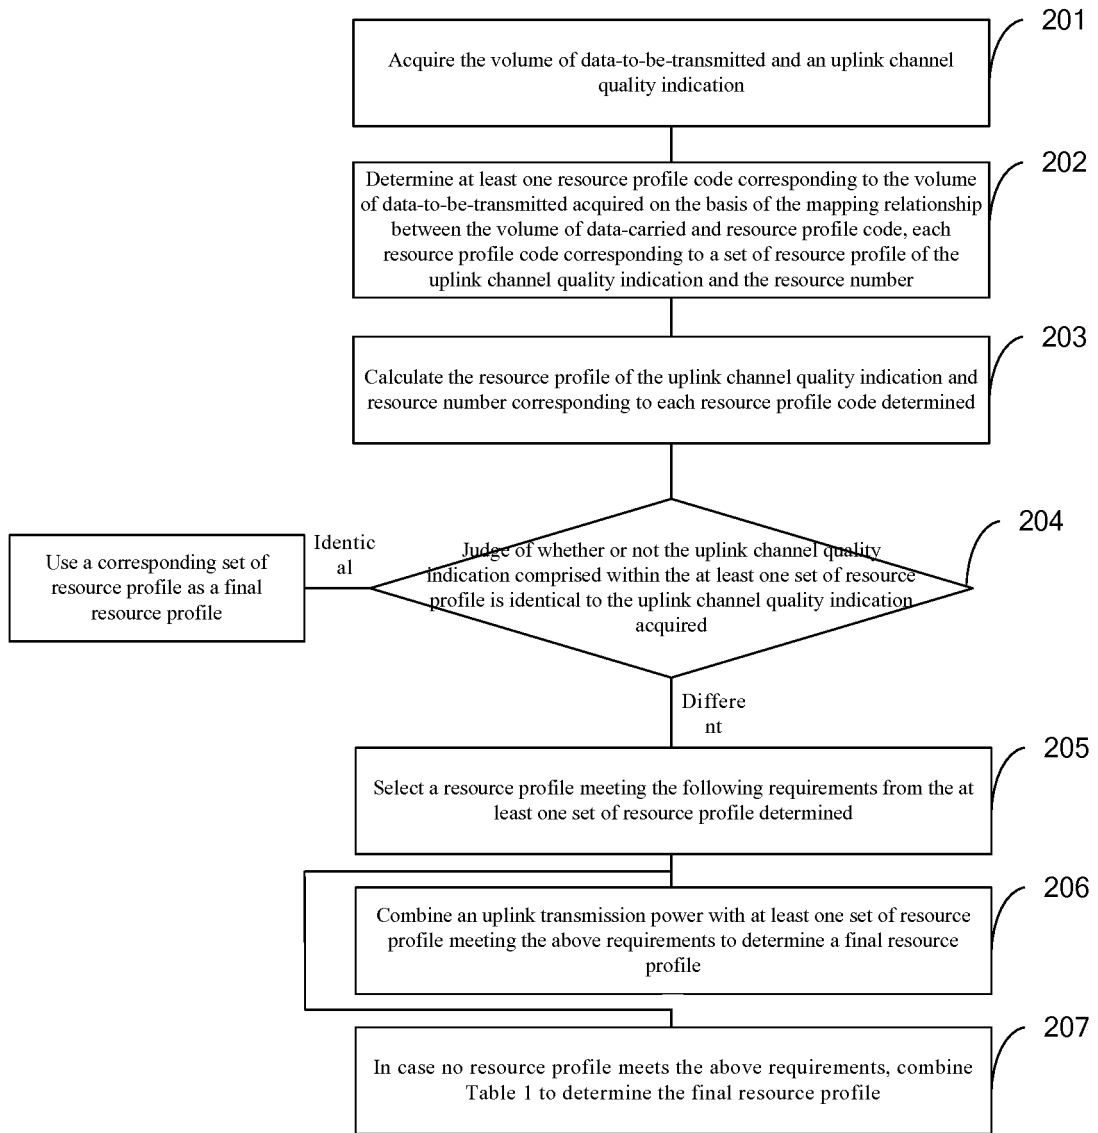 201
Acquire the volume of data-to-be-transmitted and an uplink channel
quality indication
202
Determine at least one resource profile code corresponding to the volume
of data-to-be-transmitted acquired on the basis of the mapping relationship
between the volume of data-carried and resource profile code, each
resource profile code corresponding to a set of resource profile of the
uplink channel quality indication and the resource number
203
Calculate the resource profile of the uplink channel quality indication and
resource number corresponding to each resource profile code determined
204
Judge of whether or not the uplink channel quality
indication comprised within the at least one set of resource
profile is identical to the uplink channel quality indication
acquired
Identic
al
Use a corresponding set of
resource profile as a final
resource profile
Differe
nt
205
Select a resource profile meeting the following requirements from the at
least one set of resource profile determined
206
Combine an uplink transmission power with at least one set of resource
profile meeting the above requirements to determine a final resource
profile
207
In case no resource profile meets the above requirements, combine
Table 1 to determine the final resource profile